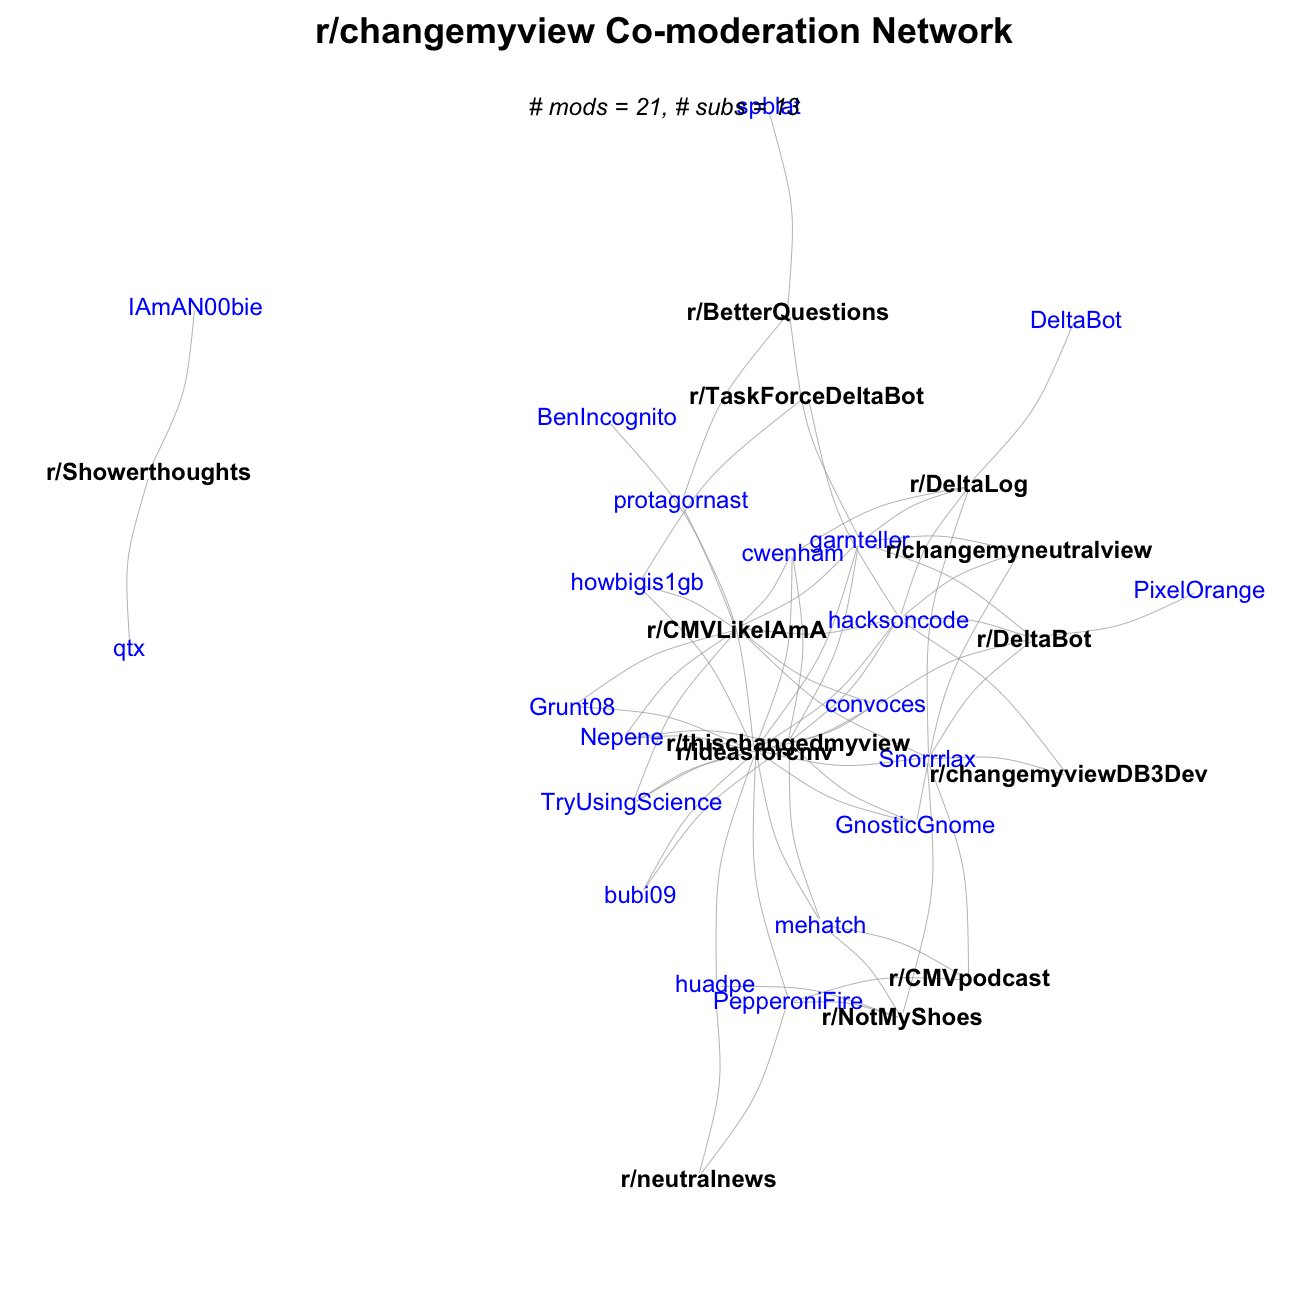 r/changemyview Co-moderation Network
# mods = 21, # subs = 13
spblat
IAmAN00bie
r/BetterQuestions
DeltaBot
r/TaskForceDeltaBot
BenIncognito
r/Showerthoughts
r/DeltaLog
protagornast
garnteller
cwenham
r/changemyneutralview
howbigis1gb
PixelOrange
hacksoncode
r/CMVLikeIAmA
r/DeltaBot
qtx
Grunt08
convoces
Nepene
r/thischangedmyview
r/ideasforcmv
Snorrrlax
r/changemyviewDB3Dev
TryUsingScience
GnosticGnome
bubi09
mehatch
r/CMVpodcast
huadpe
PepperoniFire
r/NotMyShoes
r/neutralnews